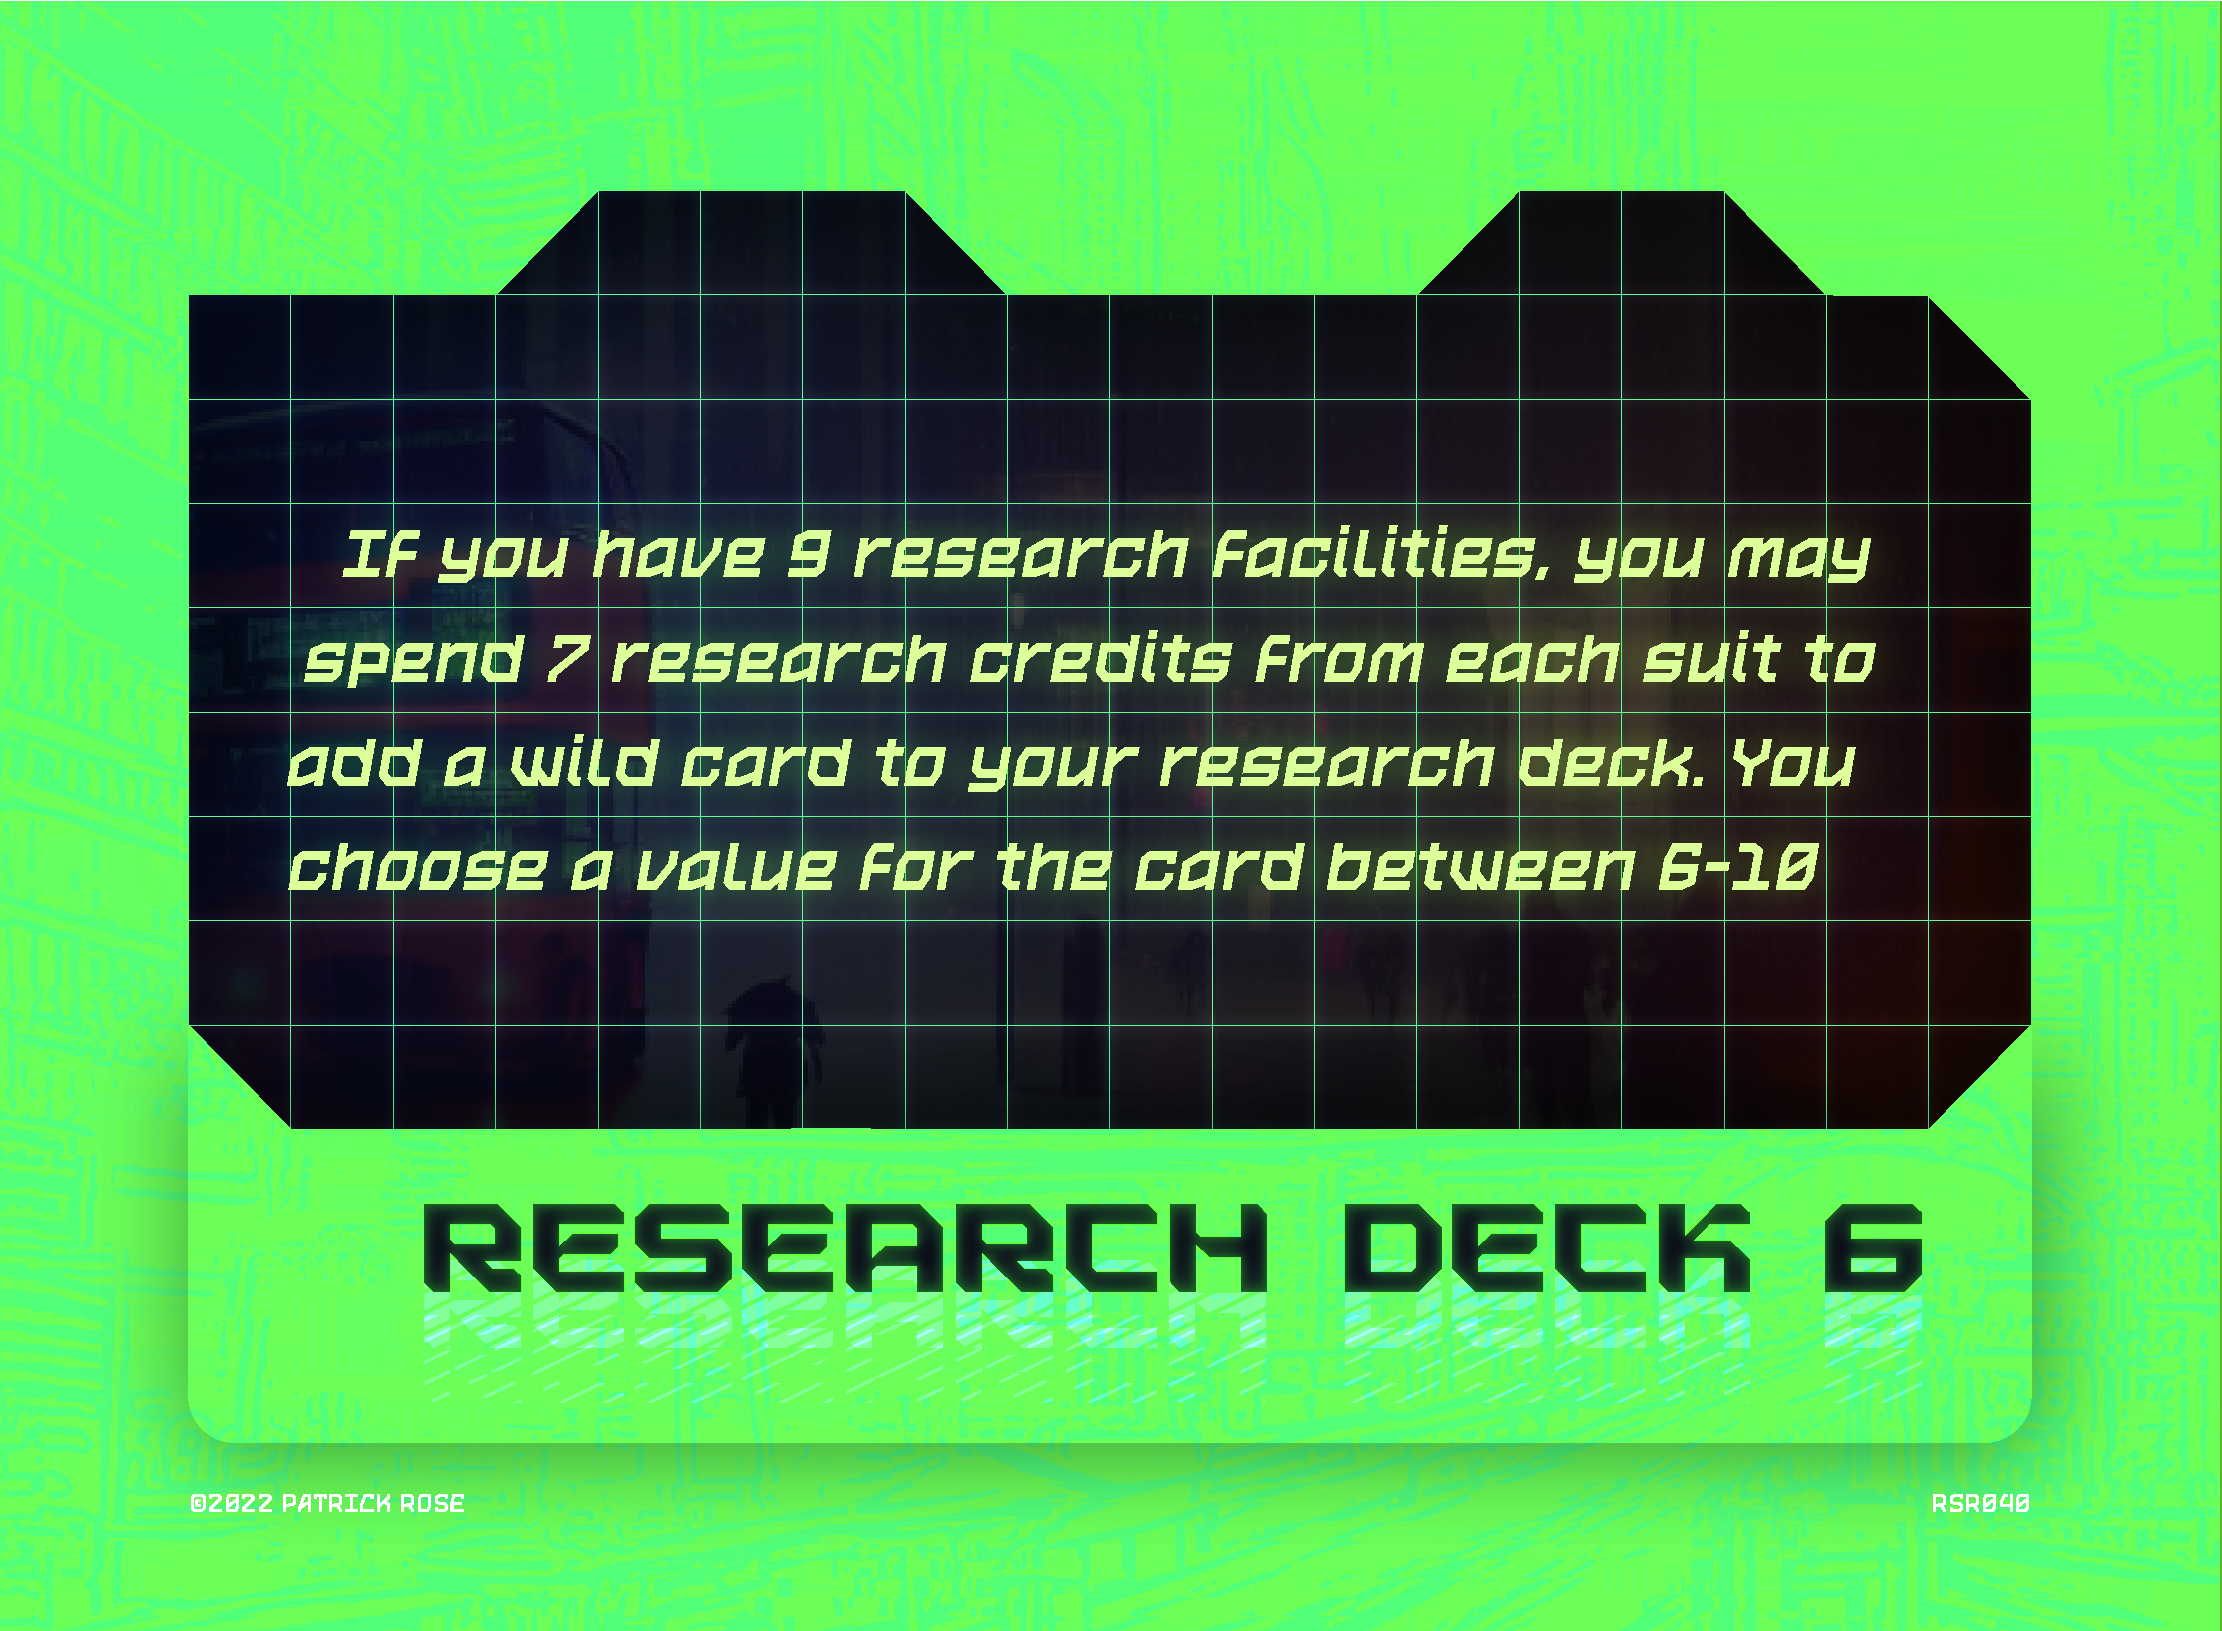 If you have 9 research facilities, you may
spend 7 research credits from each suit to
add a wild card to your research deck. You
choose a value for the card between 6-10
RESEARCH DECK 6
©2022 PATRICK ROSE
RSR040